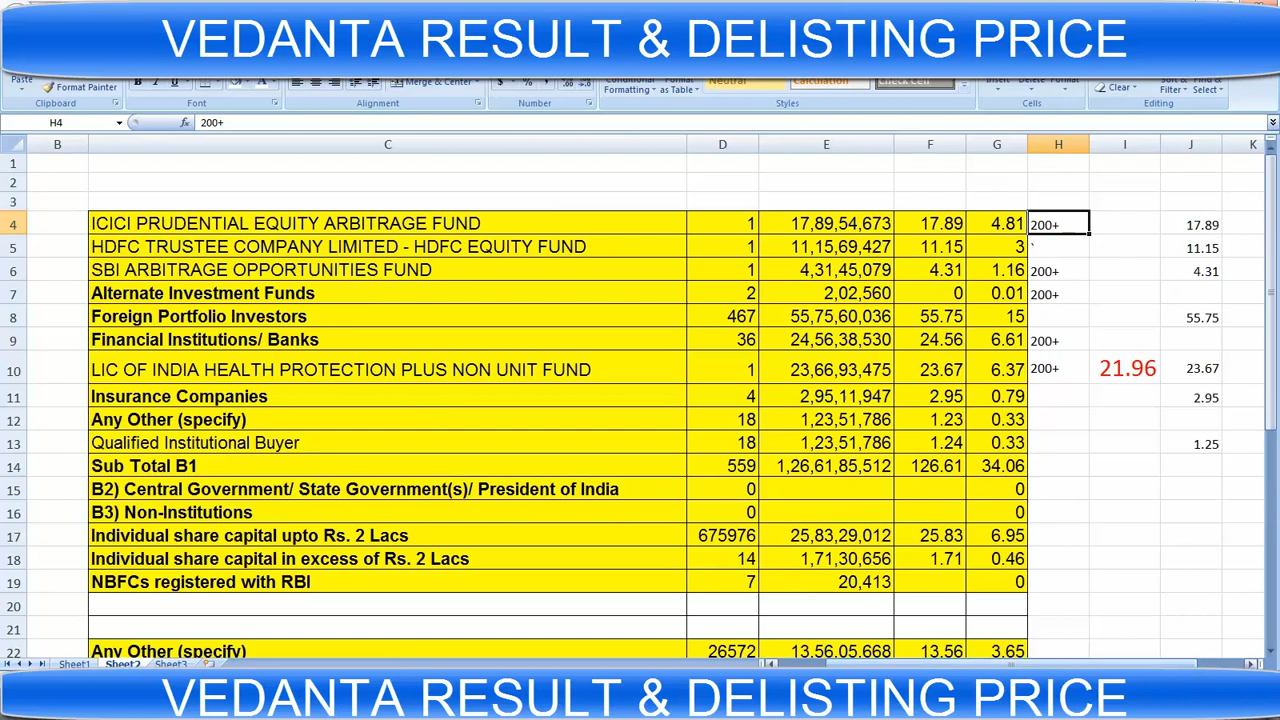 VEDANTA RESULT & DELISTING PRICE
Paste Format Painter B I U Merge & Center $ % Conditional Formatting Format as Table Neutral Calculation Check Cell Insert Delete Format Clear Sort & Filter Find & Select
Clipboard Font Alignment Number Styles Cells Editing
H4 fx 200+
B C D E F G H I J K
1
2
3
4 ICICI PRUDENTIAL EQUITY ARBITRAGE FUND 1 17,89,54,673 17.89 4.81 200+ 17.89
5 HDFC TRUSTEE COMPANY LIMITED - HDFC EQUITY FUND 1 11,15,69,427 11.15 3 ` 11.15
6 SBI ARBITRAGE OPPORTUNITIES FUND 1 4,31,45,079 4.31 1.16 200+ 4.31
7 Alternate Investment Funds 2 2,02,560 0 0.01 200+
8 Foreign Portfolio Investors 467 55,75,60,036 55.75 15 55.75
9 Financial Institutions/ Banks 36 24,56,38,530 24.56 6.61 200+
10 LIC OF INDIA HEALTH PROTECTION PLUS NON UNIT FUND 1 23,66,93,475 23.67 6.37 200+ 21.96 23.67
11 Insurance Companies 4 2,95,11,947 2.95 0.79 2.95
12 Any Other (specify) 18 1,23,51,786 1.23 0.33
13 Qualified Institutional Buyer 18 1,23,51,786 1.24 0.33 1.25
14 Sub Total B1 559 1,26,61,85,512 126.61 34.06
15 B2) Central Government/ State Government(s)/ President of India 0 0
16 B3) Non-Institutions 0 0
17 Individual share capital upto Rs. 2 Lacs 675976 25,83,29,012 25.83 6.95
18 Individual share capital in excess of Rs. 2 Lacs 14 1,71,30,656 1.71 0.46
19 NBFCs registered with RBI 7 20,413 0
20
21
22 Any Other (specify) 26572 13,56,05,668 13.56 3.65
Sheet1 Sheet2 Sheet3
VEDANTA RESULT & DELISTING PRICE